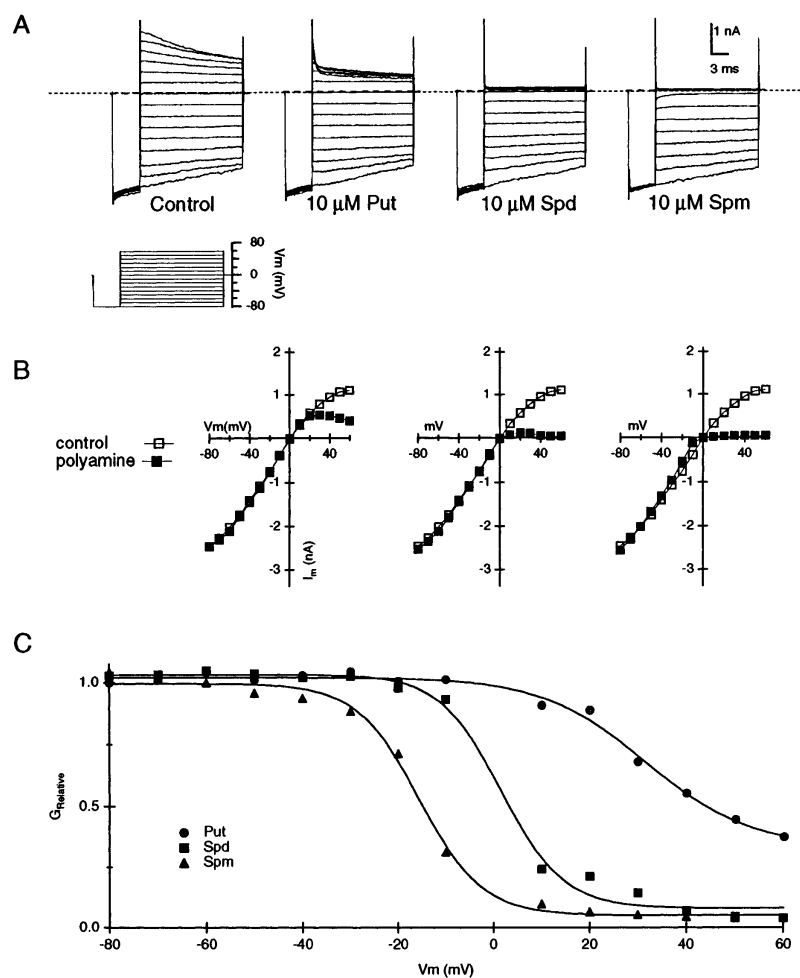 A
1 nA
3 ms
Control
10 µM Put
10 µM Spd
10 µM Spm
80
0
-80
Vm (mV)
B
control
polyamine
2
1
-1
-2
-3
Vm(mV)
-80
-40
40
Im (nA)
2
1
-1
-2
-3
mV
-80
-40
40
2
1
-1
-2
-3
mV
-80
-40
40
C
1.0
0.5
0.0
GRelative
Put
Spd
Spm
-80
-60
-40
-20
0
20
40
60
Vm (mV)